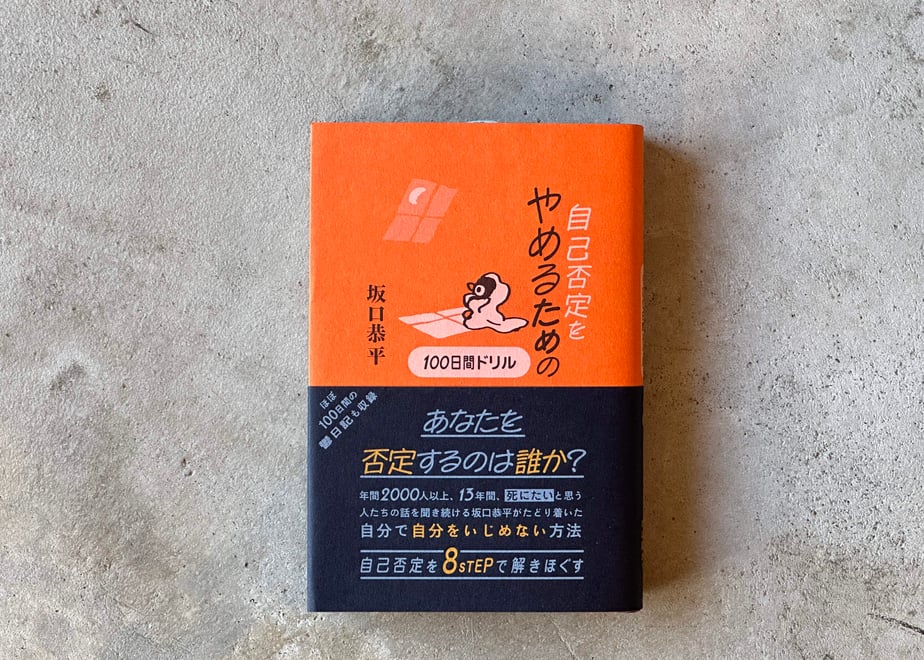 自己否定を
やめるための
100日間ドリル
坂口恭平
ほぼ
100日間の
鬱日記も収録
あなたを
否定するのは誰か?
年間2000人以上、13年間、死にたいと思う
人たちの話を聞き続ける坂口恭平がたどり着いた
自分で自分をいじめない方法
自己否定を8STEPで解きほぐす